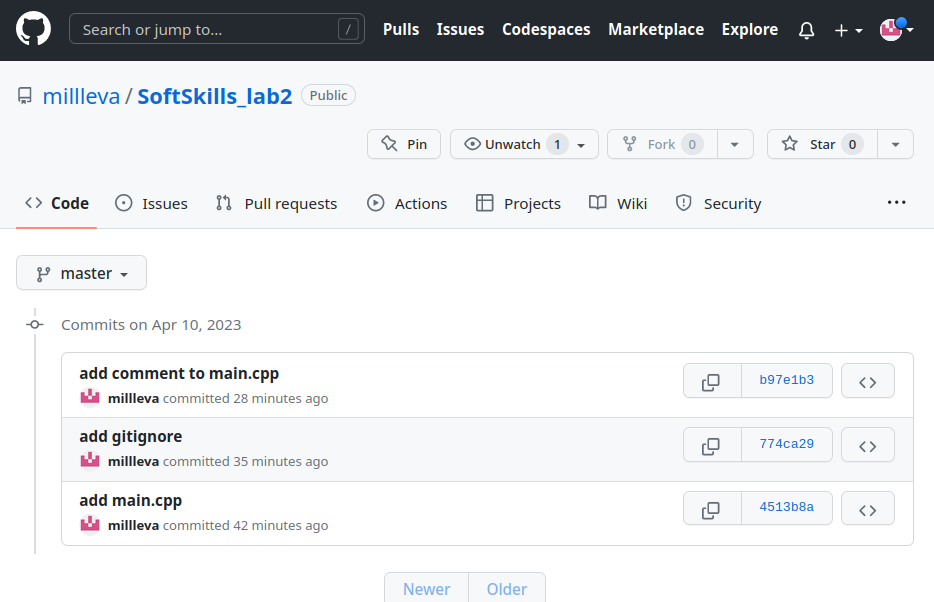 Search or jump to... / Pulls Issues Codespaces Marketplace Explore
millleva / SoftSkills_lab2 Public
Pin Unwatch 1 Fork 0 Star 0
Code Issues Pull requests Actions Projects Wiki Security
master
Commits on Apr 10, 2023
add comment to main.cpp
b97e1b3
millleva committed 28 minutes ago
add gitignore
774ca29
millleva committed 35 minutes ago
add main.cpp
4513b8a
millleva committed 42 minutes ago
Newer Older